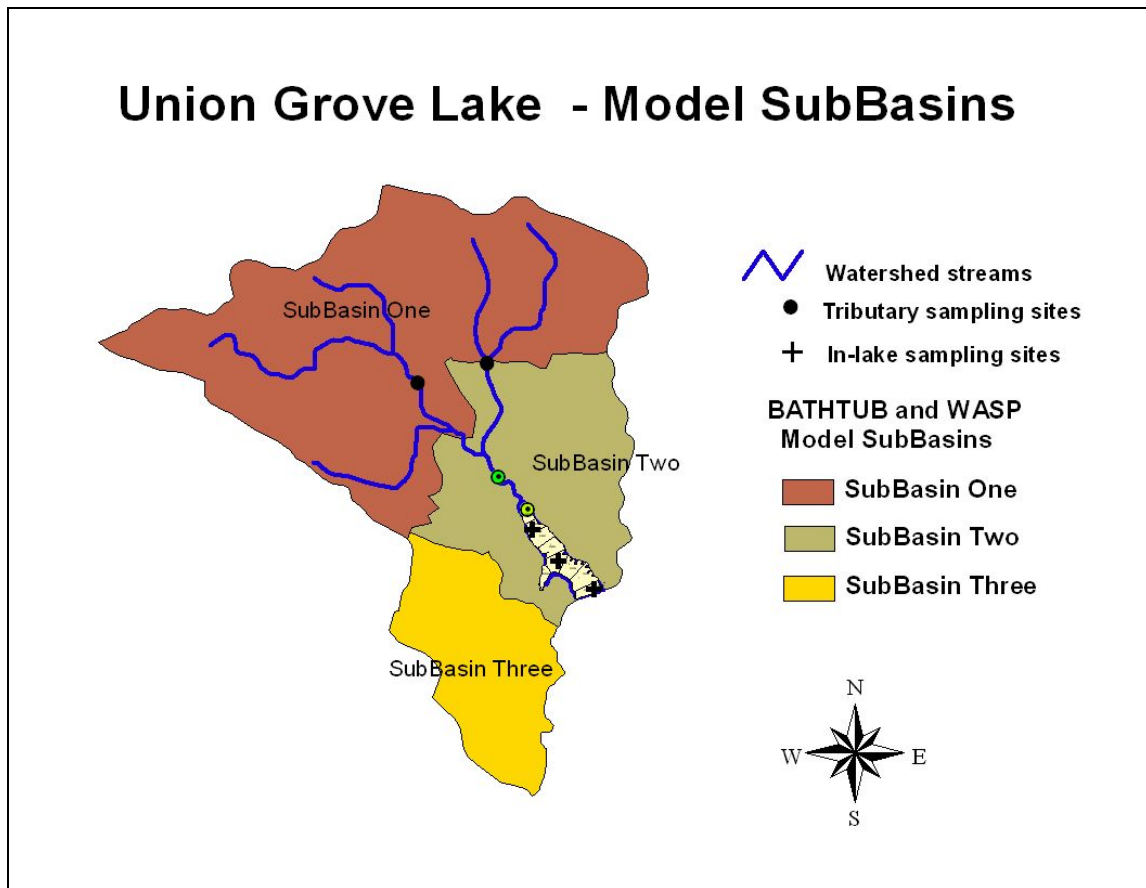 Union Grove Lake - Model SubBasins
SubBasin One
SubBasin Two
SubBasin Three
Watershed streams
Tributary sampling sites
In-lake sampling sites
BATHTUB and WASP
Model SubBasins
SubBasin One
SubBasin Two
SubBasin Three
N
W E
S